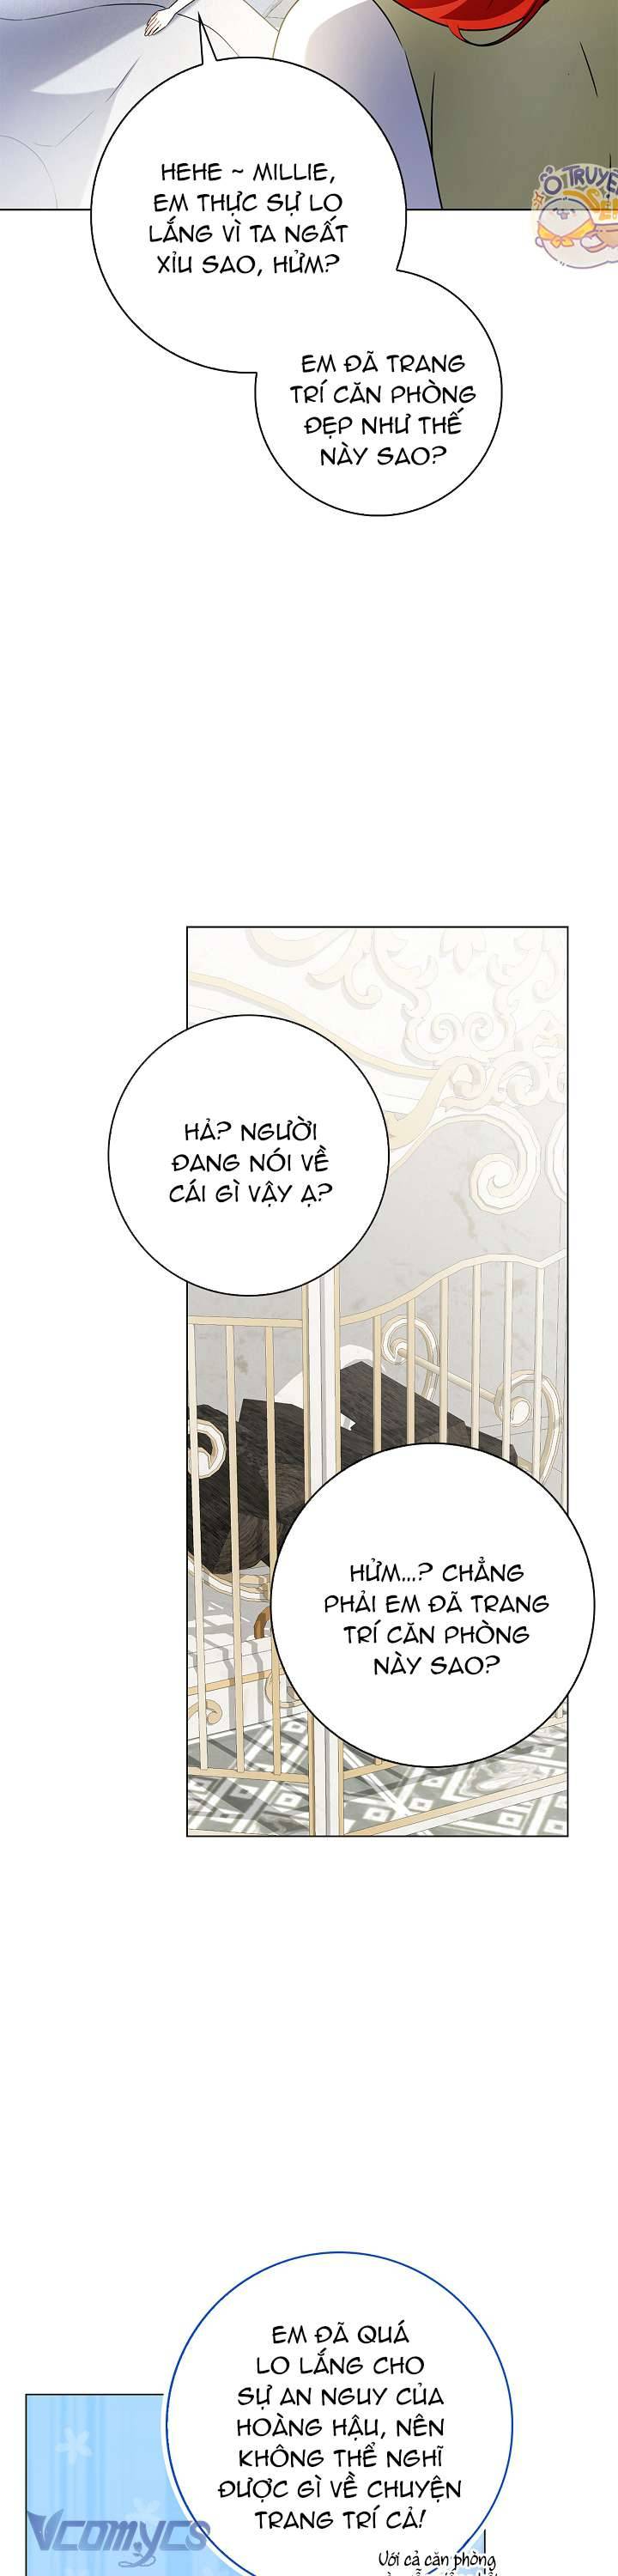 Ổ TRUYỆN
HEHE ~ MILLIE,
EM THỰC SỰ LO
LẮNG VÌ TA NGẤT
XỈU SAO, HỬM?
EM ĐÃ TRANG
TRÍ CĂN PHÒNG
ĐẸP NHƯ THẾ
NÀY SAO?
HẢ? NGƯỜI
ĐANG NÓI VỀ
CÁI GÌ VẬY Ạ?
HỬM...? CHẲNG
PHẢI EM ĐÃ TRANG
TRÍ CĂN PHÒNG
NÀY SAO?
EM ĐÃ QUÁ
LO LẮNG CHO
SỰ AN NGUY CỦA
HOÀNG HẬU, NÊN
KHÔNG THỂ NGHĨ
ĐƯỢC GÌ VỀ CHUYỆN
TRANG TRÍ CẢ!
Vcomycs
Với cả căn phòng